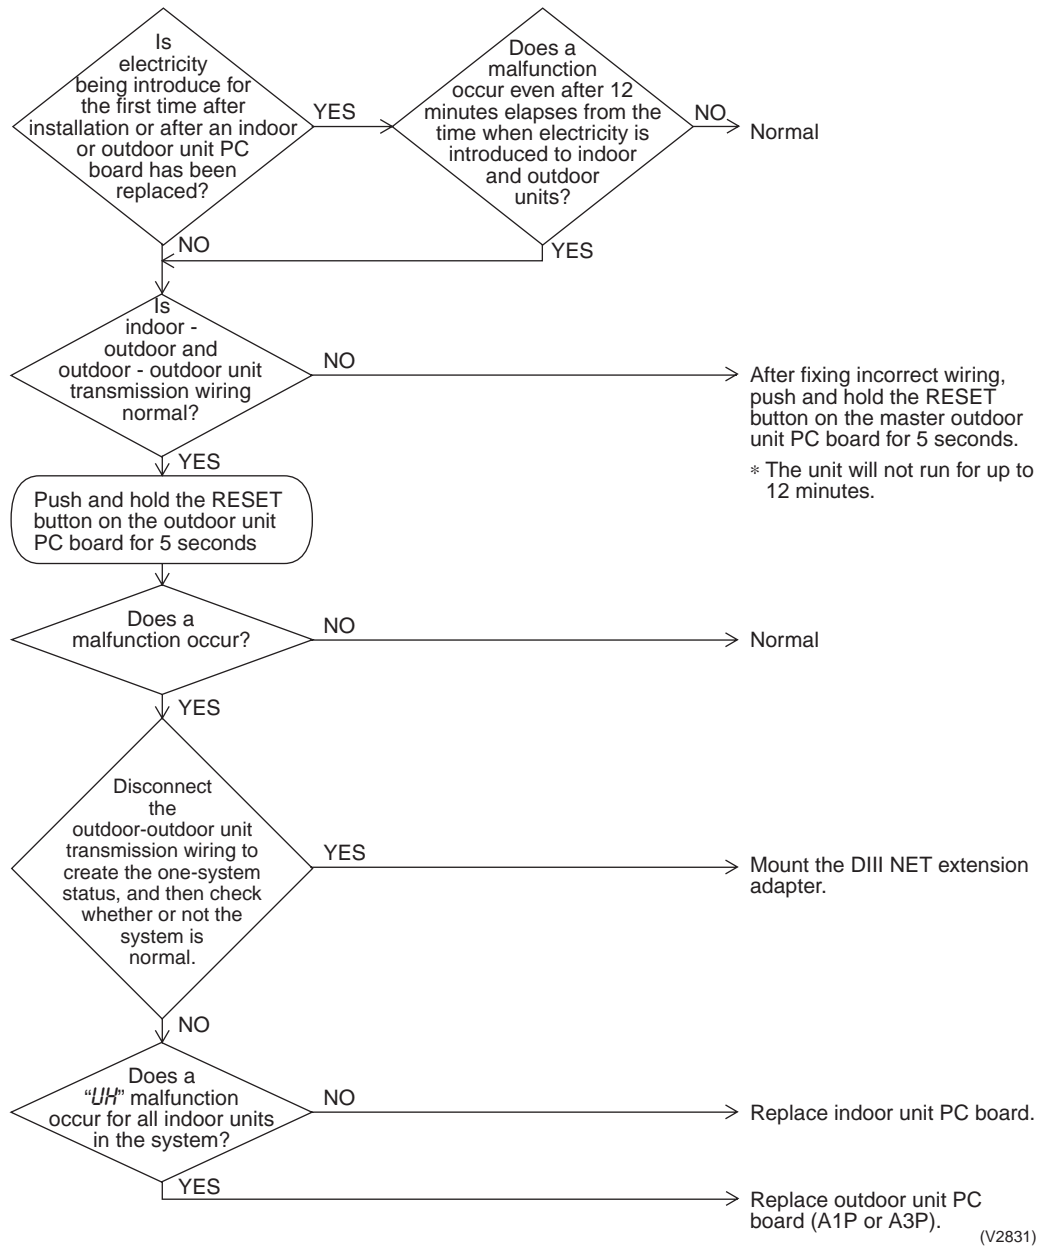 Is
electricity
being introduce for
the first time after
installation or after an indoor
or outdoor unit PC
board has been
replaced?
YES
Does a
malfunction
occur even after 12
minutes elapses from the
time when electricity is
introduced to indoor
and outdoor
units?
NO
Normal
NO
YES
Is
indoor -
outdoor and
outdoor - outdoor unit
transmission wiring
normal?
NO
After fixing incorrect wiring,
push and hold the RESET
button on the master outdoor
unit PC board for 5 seconds.
* The unit will not run for up to
12 minutes.
YES
Push and hold the RESET
button on the outdoor unit
PC board for 5 seconds
Does a
malfunction occur?
NO
Normal
YES
Disconnect
the
outdoor-outdoor unit
transmission wiring to
create the one-system
status, and then check
whether or not the
system is
normal.
YES
Mount the DIII NET extension
adapter.
NO
Does a
“UH” malfunction
occur for all indoor units
in the system?
NO
Replace indoor unit PC board.
YES
Replace outdoor unit PC
board (A1P or A3P).
(V2831)